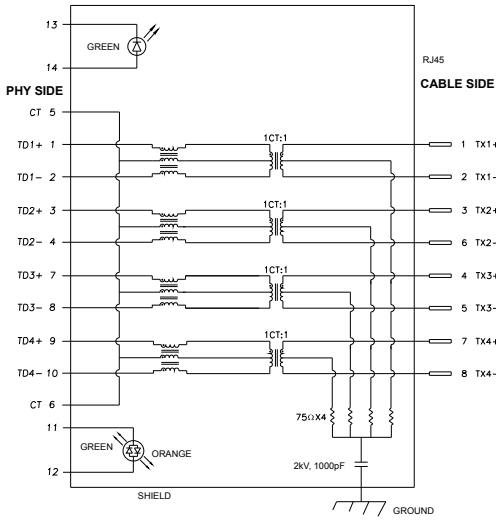 13
GREEN
14
RJ45
PHY SIDE
CABLE SIDE
CT 5
1CT:1
TD1+ 1
1 TX1+
TD1- 2
2 TX1-
1CT:1
TD2+ 3
3 TX2+
TD2- 4
6 TX2-
1CT:1
TD3+ 7
4 TX3+
TD3- 8
5 TX3-
1CT:1
TD4+ 9
7 TX4+
TD4- 10
8 TX4-
CT 6
75ΩX4
11
GREEN
ORANGE
12
2kV, 1000pF
SHIELD
GROUND